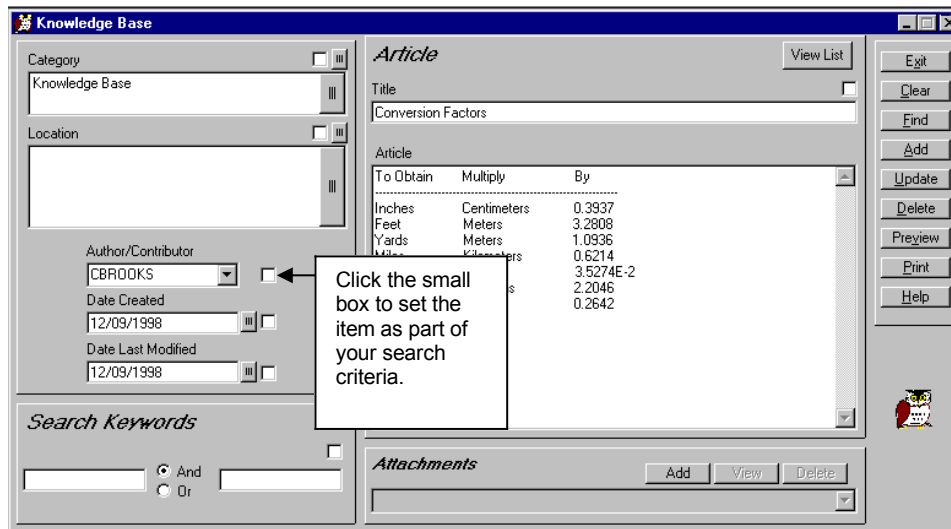 Knowledge Base
Category
Knowledge Base
Location
Author/Contributor
CBROOKS
Date Created
12/09/1998
Date Last Modified
12/09/1998
Search Keywords
And
Or
Article
View List
Title
Conversion Factors
Article
To Obtain Multiply By
Inches Centimeters 0.3937
Feet Meters 3.2808
Yards Meters 1.0936
0.6214
3.5274E-2
2.2046
0.2642
Click the small
box to set the
item as part of
your search
criteria.
Attachments
Add View Delete
Exit
Clear
Find
Add
Update
Delete
Preview
Print
Help